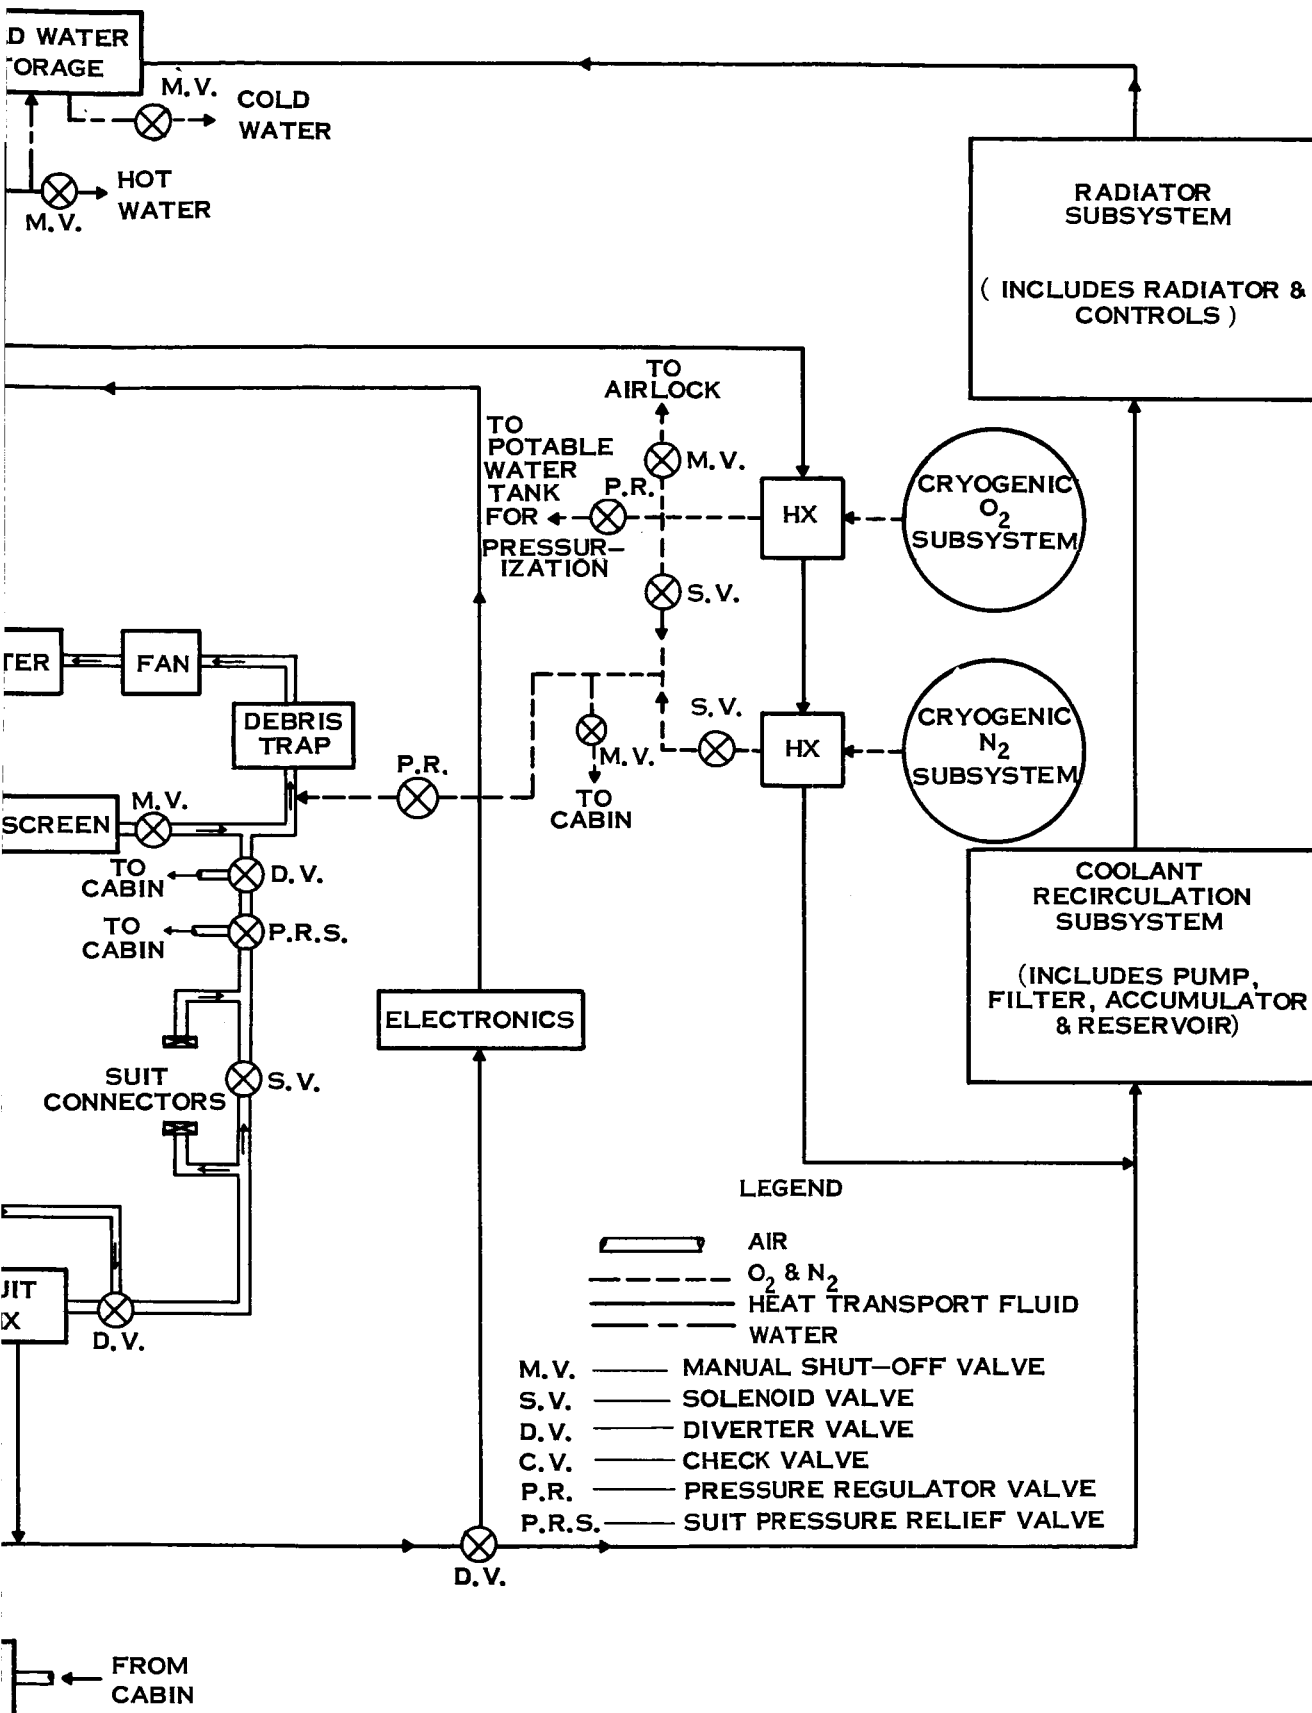 D WATER
ORAGE
M.V.
COLD
WATER
HOT
WATER
M.V.
RADIATOR
SUBSYSTEM
( INCLUDES RADIATOR &
CONTROLS )
TO
AIRLOCK
TO
POTABLE
WATER
TANK
FOR
PRESSUR-
IZATION
M.V.
P.R.
HX
CRYOGENIC
O2
SUBSYSTEM
S.V.
TER
FAN
DEBRIS
TRAP
S.V.
HX
CRYOGENIC
N2
SUBSYSTEM
M.V.
TO
CABIN
P.R.
SCREEN
M.V.
TO
CABIN
D.V.
TO
CABIN
P.R.S.
COOLANT
RECIRCULATION
SUBSYSTEM
(INCLUDES PUMP,
FILTER, ACCUMULATOR
& RESERVOIR)
ELECTRONICS
SUIT
CONNECTORS
S.V.
UIT
X
D.V.
LEGEND
AIR
O2 & N2
HEAT TRANSPORT FLUID
WATER
M.V. MANUAL SHUT-OFF VALVE
S.V. SOLENOID VALVE
D.V. DIVERTER VALVE
C.V. CHECK VALVE
P.R. PRESSURE REGULATOR VALVE
P.R.S. SUIT PRESSURE RELIEF VALVE
D.V.
FROM
CABIN